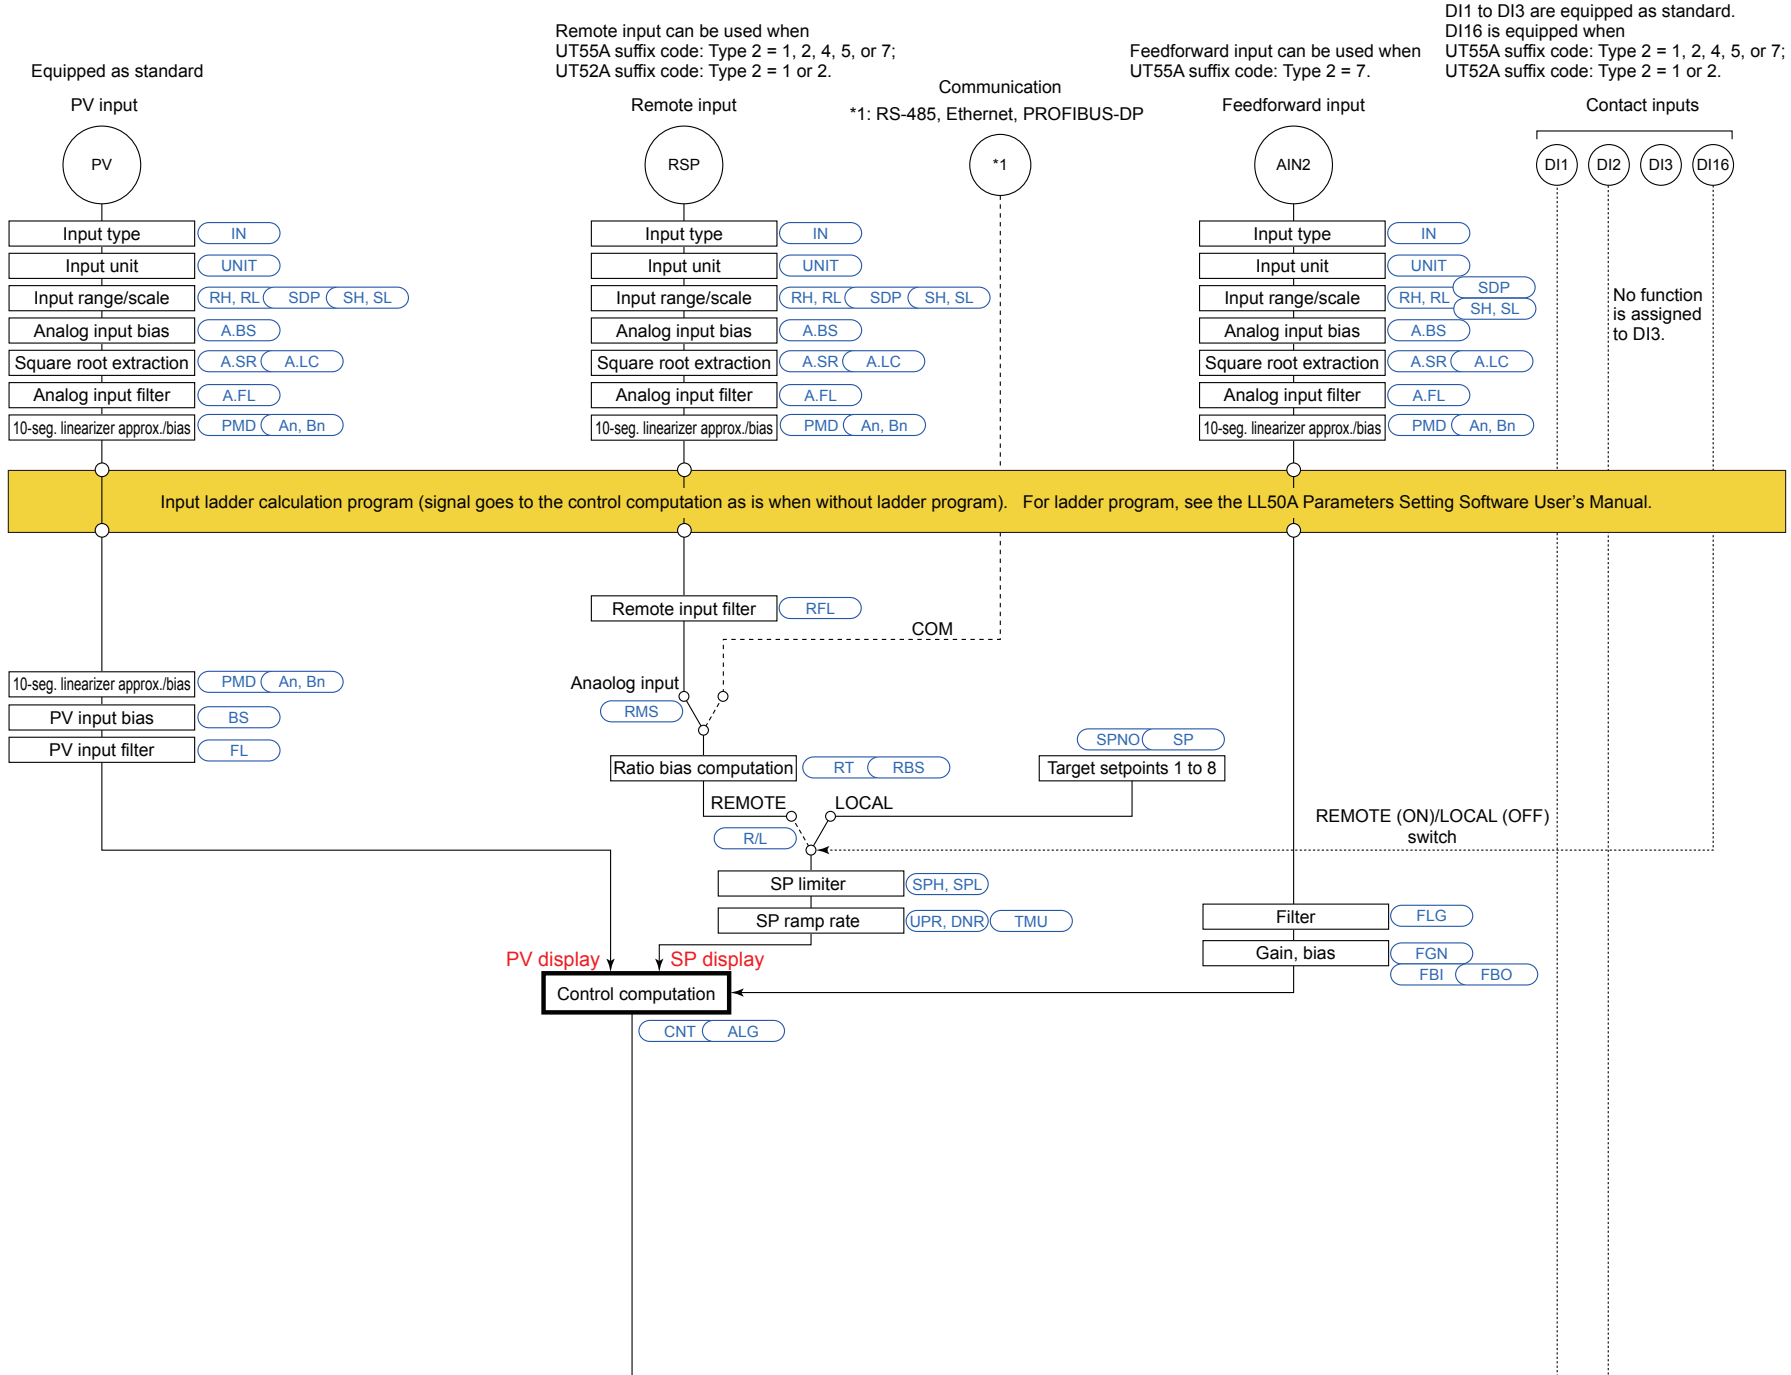 Equipped as standard
PV input
PV
Input type IN
Input unit UNIT
Input range/scale RH, RL SDP SH, SL
Analog input bias A.BS
Square root extraction A.SR A.LC
Analog input filter A.FL
10-seg. linearizer approx./bias PMD An, Bn
Remote input can be used when
UT55A suffix code: Type 2 = 1, 2, 4, 5, or 7;
UT52A suffix code: Type 2 = 1 or 2.
Remote input
RSP
Input type IN
Input unit UNIT
Input range/scale RH, RL SDP SH, SL
Analog input bias A.BS
Square root extraction A.SR A.LC
Analog input filter A.FL
10-seg. linearizer approx./bias PMD An, Bn
Communication
*1: RS-485, Ethernet, PROFIBUS-DP
*1
Feedforward input can be used when
UT55A suffix code: Type 2 = 7.
Feedforward input
AIN2
Input type IN
Input unit UNIT
Input range/scale RH, RL SDP SH, SL
Analog input bias A.BS
Square root extraction A.SR A.LC
Analog input filter A.FL
10-seg. linearizer approx./bias PMD An, Bn
DI1 to DI3 are equipped as standard.
DI16 is equipped when
UT55A suffix code: Type 2 = 1, 2, 4, 5, or 7;
UT52A suffix code: Type 2 = 1 or 2.
Contact inputs
DI1 DI2 DI3 DI16
No function
is assigned
to DI3.
Input ladder calculation program (signal goes to the control computation as is when without ladder program). For ladder program, see the LL50A Parameters Setting Software User's Manual.
Remote input filter RFL
COM
10-seg. linearizer approx./bias PMD An, Bn
PV input bias BS
PV input filter FL
Anaolog input
RMS
SPNO SP
Ratio bias computation RT RBS
Target setpoints 1 to 8
REMOTE LOCAL
R/L
REMOTE (ON)/LOCAL (OFF)
switch
SP limiter SPH, SPL
SP ramp rate UPR, DNR TMU
Filter FLG
Gain, bias FGN
FBI FBO
PV display SP display
Control computation
CNT ALG